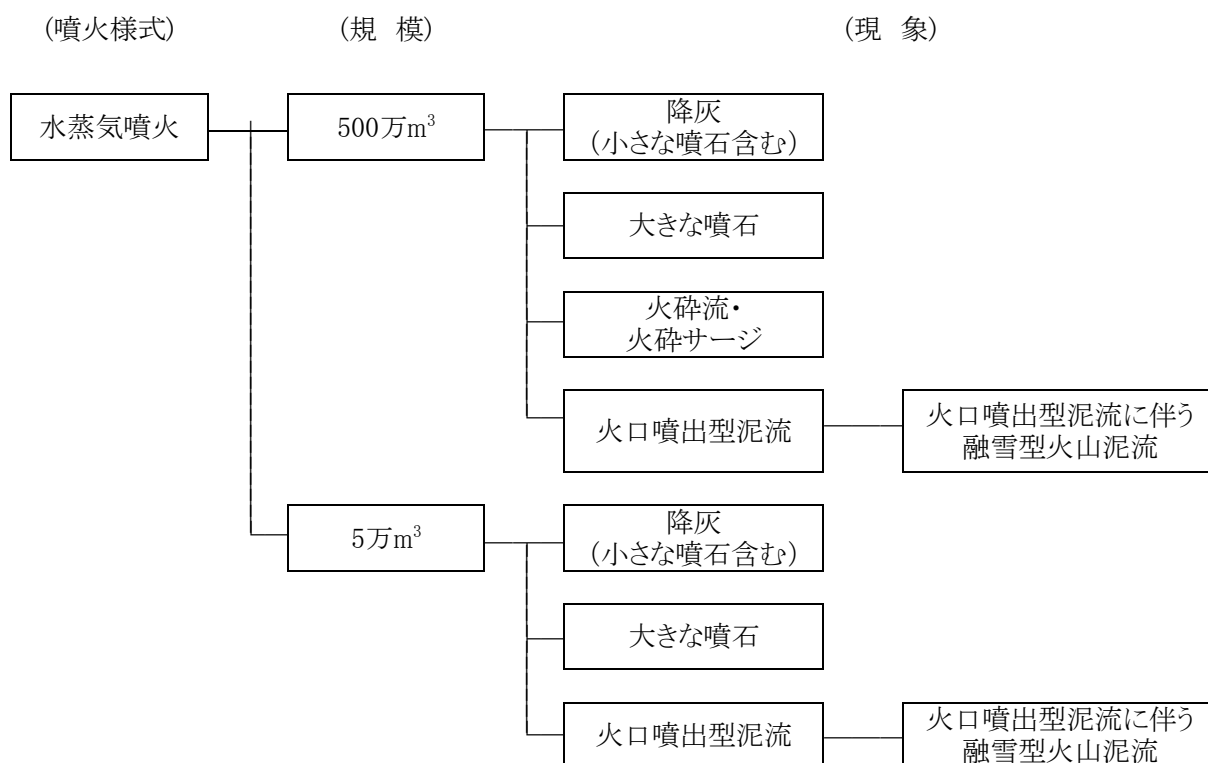 (噴火様式) (規 模) (現 象)
水蒸気噴火
500万m³
降灰
(小さな噴石含む)
大きな噴石
火砕流・
火砕サージ
火口噴出型泥流
火口噴出型泥流に伴う
融雪型火山泥流
5万m³
降灰
(小さな噴石含む)
大きな噴石
火口噴出型泥流
火口噴出型泥流に伴う
融雪型火山泥流